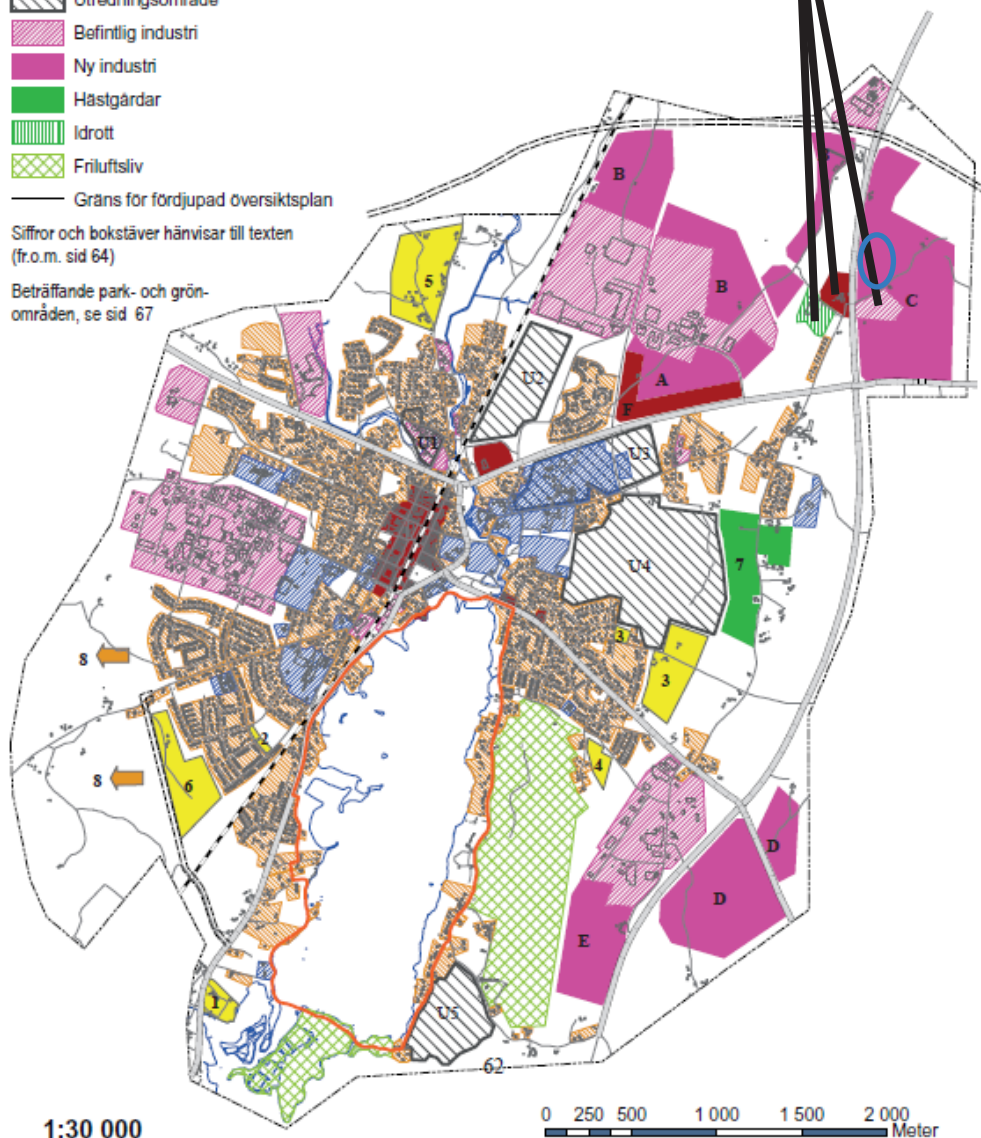 Utredningsområde
Befintlig industri
Ny industri
Hästgårdar
Idrott
Friluftsliv
Gräns för fördjupad översiktsplan
Siffror och bokstäver hänvisar till texten
(fr.o.m. sid 64)
Beträffande park- och grön-
områden, se sid 67
B
5
B
C
U2
A
F
U1
U3
U4
7
3
3
8
2
4
8
6
D
D
E
1
U5
62
1:30 000
0 250 500 1 000 1 500 2 000
Meter